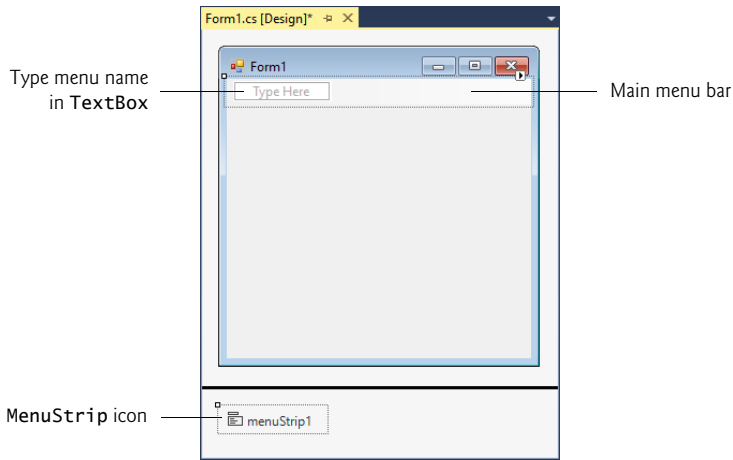 Form1.cs [Design]*
Form1
Type menu name
in TextBox
Type Here
Main menu bar
MenuStrip icon
menuStrip1